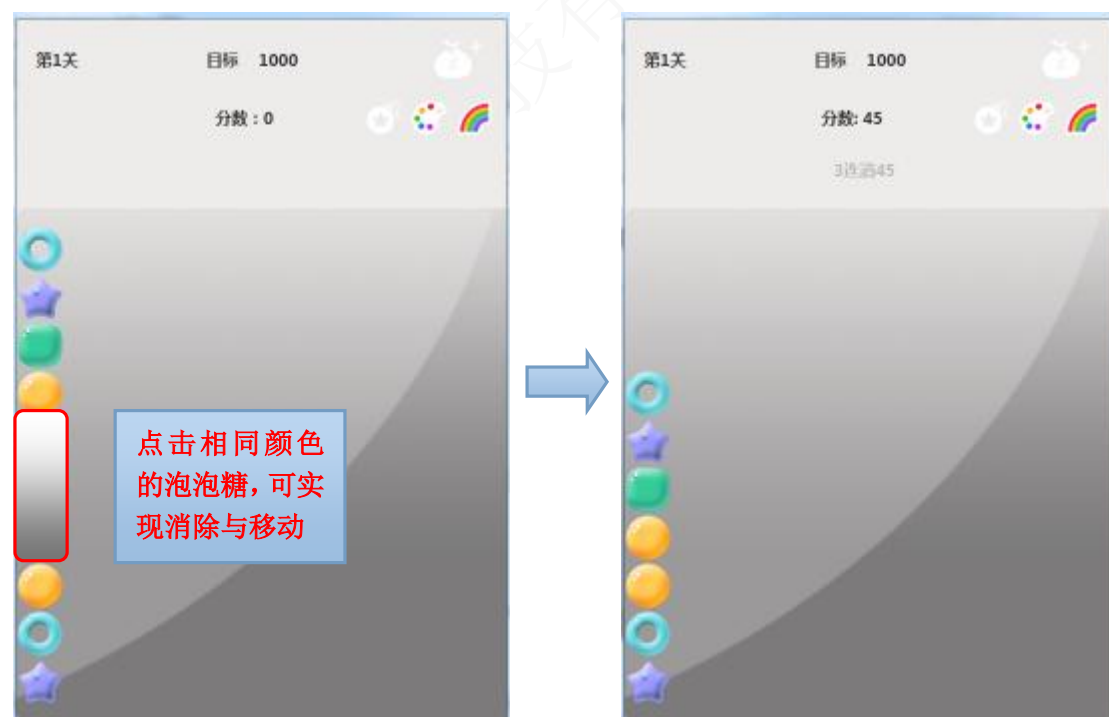 第1关
目标 1000
分数：0
点击相同颜色
的泡泡糖，可实
现消除与移动
第1关
目标 1000
分数: 45
3连消45